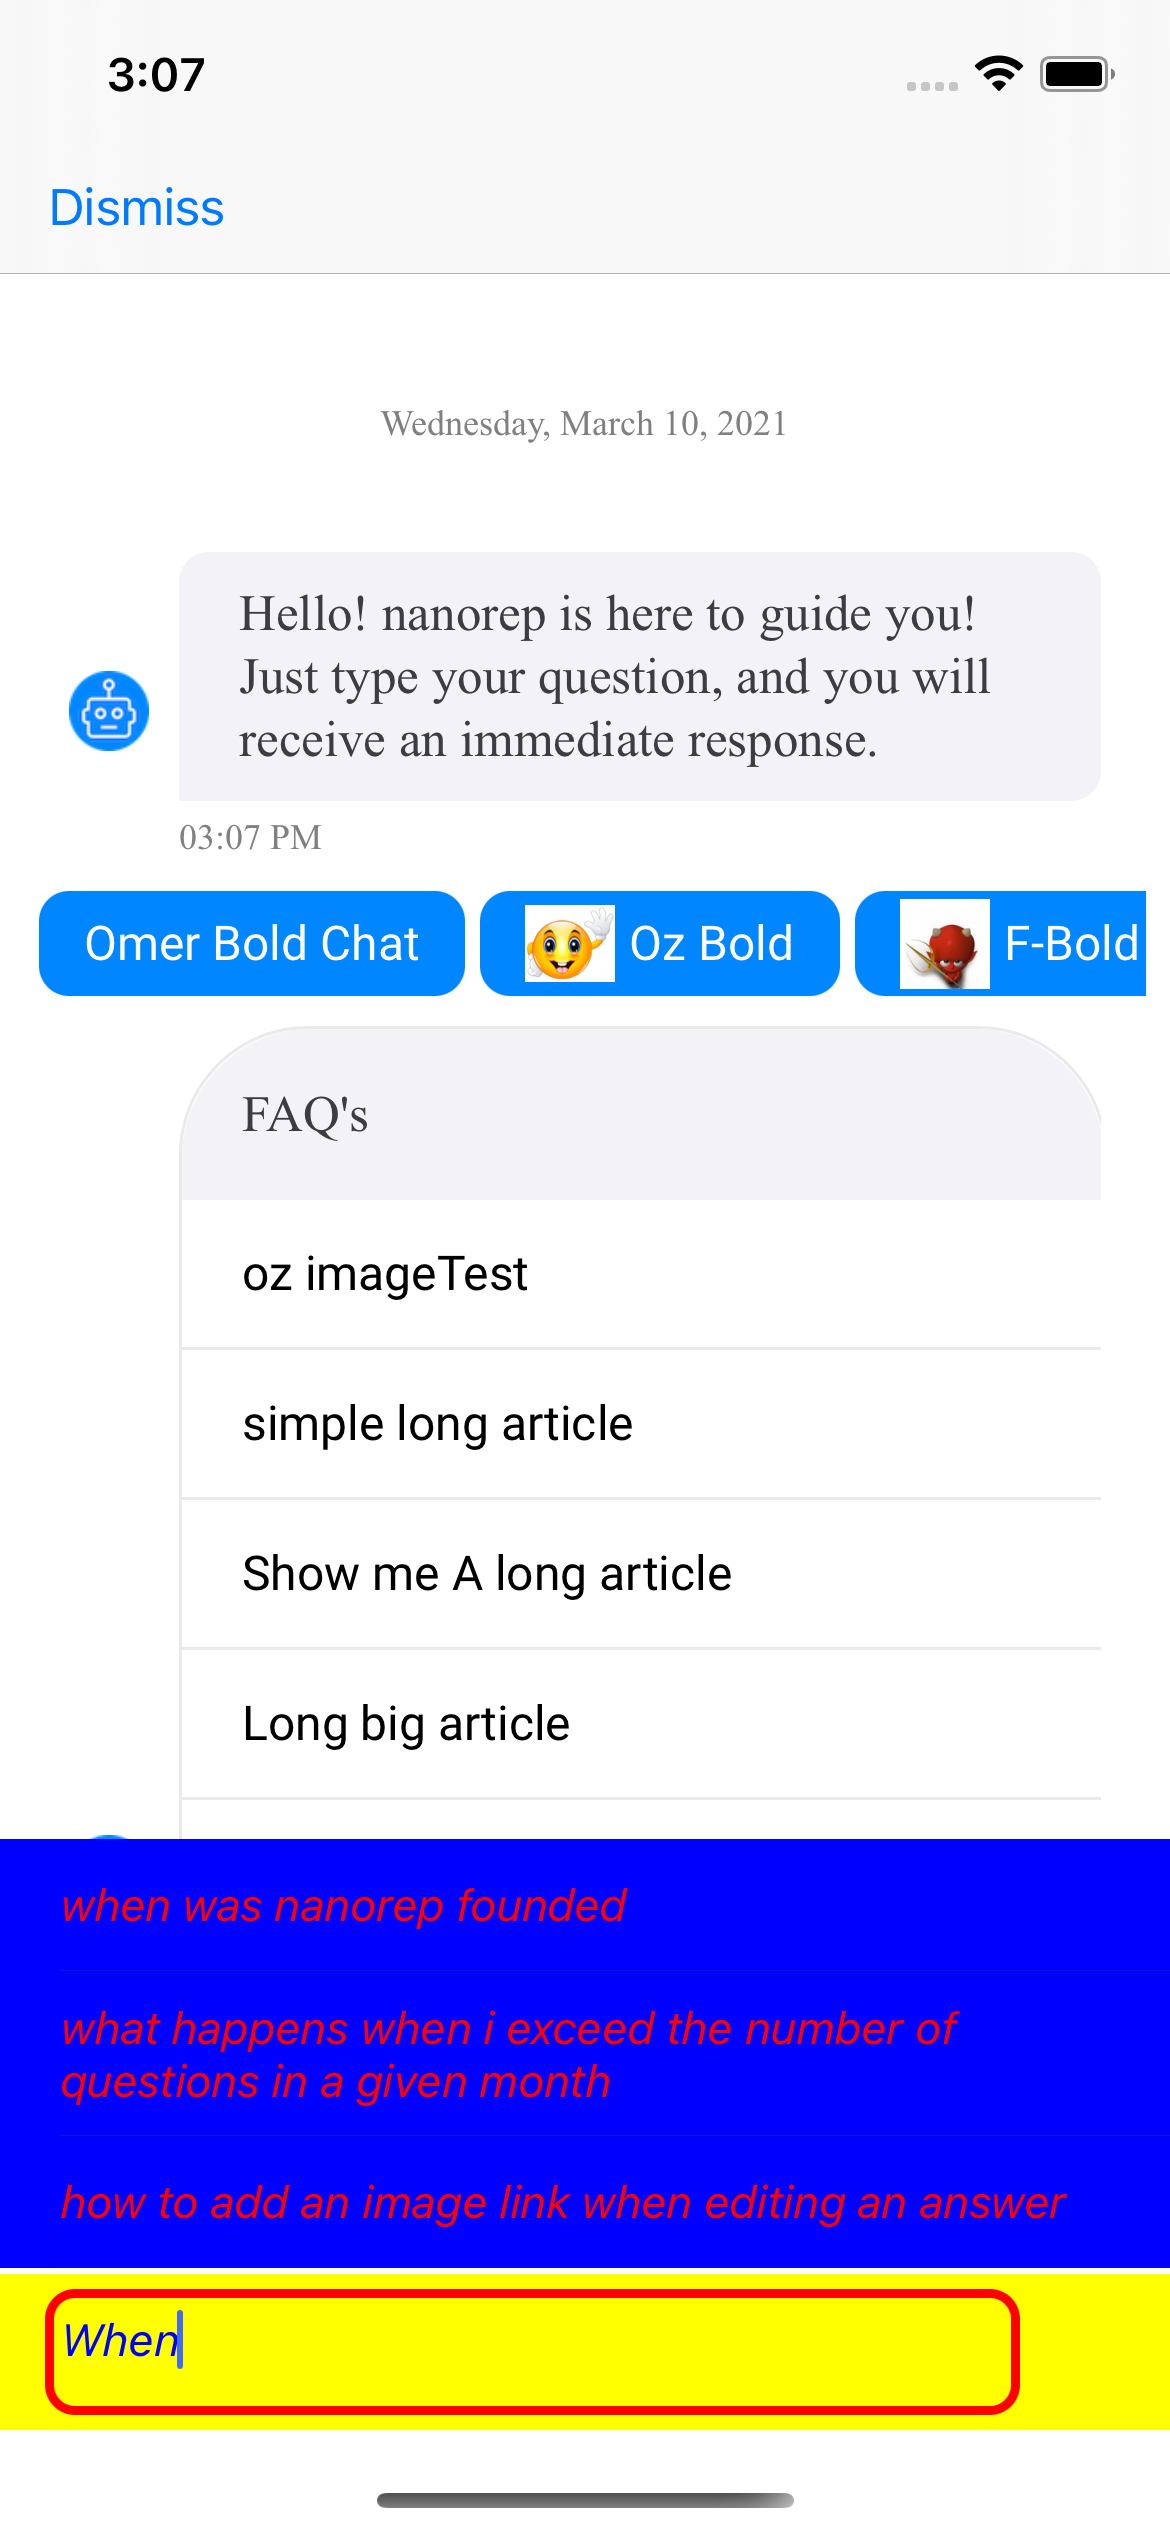 3:07
Dismiss
Wednesday, March 10, 2021
Hello! nanorep is here to guide you!
Just type your question, and you will
receive an immediate response.
03:07 PM
Omer Bold Chat
Oz Bold
F-Bold
FAQ's
oz imageTest
simple long article
Show me A long article
Long big article
when was nanorep founded
what happens when i exceed the number of
questions in a given month
how to add an image link when editing an answer
When